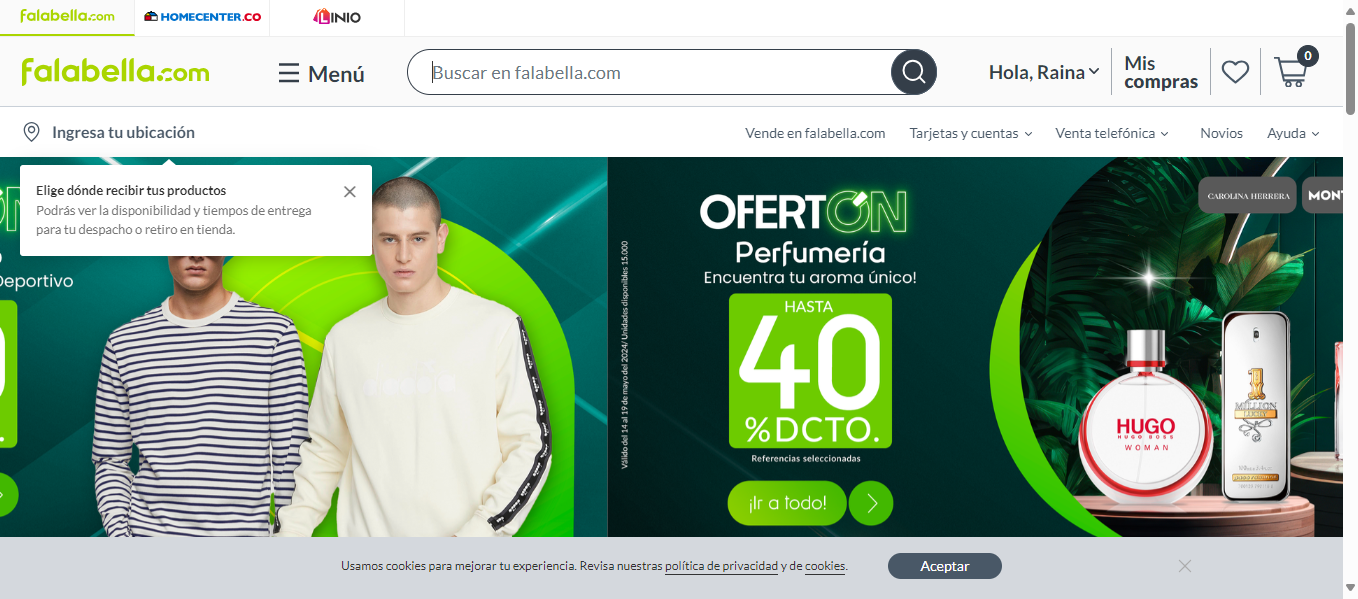 falabella.com
HOMECENTER.CO
LINIO
falabella.com
Menú
Buscar en falabella.com
Hola, Raina
Mis
compras
0
Ingresa tu ubicación
Vende en falabella.com
Tarjetas y cuentas
Venta telefónica
Novios
Ayuda
Elige dónde recibir tus productos
Podrás ver la disponibilidad y tiempos de entrega
para tu despacho o retiro en tienda.
Deportivo
OFERTÓN
Perfumería
Encuentra tu aroma único!
HASTA
40
%DCTO.
Referencias seleccionadas
¡Ir a todo!
Válido del 14 al 19 de mayo del 2024/ Unidades disponibles 15.000
CAROLINA HERRERA
MONT
HUGO
HUGO BOSS
WOMAN
1
MILLION
LUCKY
Usamos cookies para mejorar tu experiencia. Revisa nuestras política de privacidad y de cookies.
Aceptar